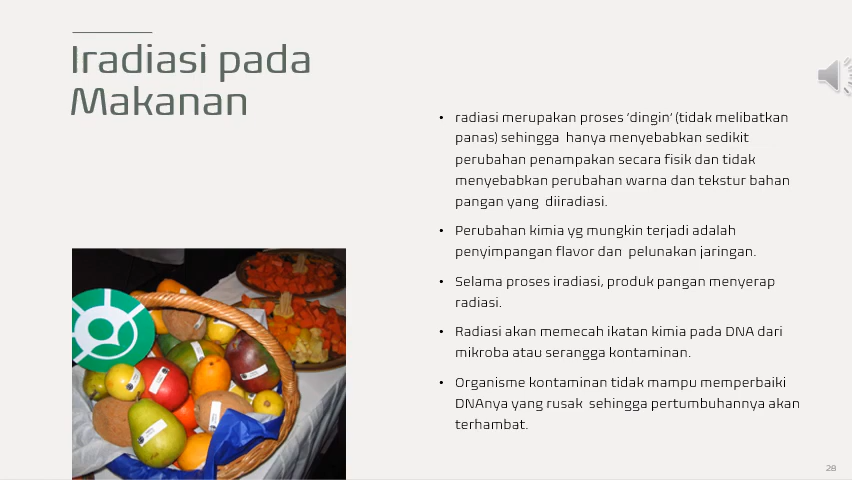 Iradiasi pada
Makanan
• radiasi merupakan proses 'dingin' (tidak melibatkan
panas) sehingga hanya menyebabkan sedikit
perubahan penampakan secara fisik dan tidak
menyebabkan perubahan warna dan tekstur bahan
pangan yang diiradiasi.
• Perubahan kimia yg mungkin terjadi adalah
penyimpangan flavor dan pelunakan jaringan.
• Selama proses iradiasi, produk pangan menyerap
radiasi.
• Radiasi akan memecah ikatan kimia pada DNA dari
mikroba atau serangga kontaminan.
• Organisme kontaminan tidak mampu memperbaiki
DNAnya yang rusak sehingga pertumbuhannya akan
terhambat.
28